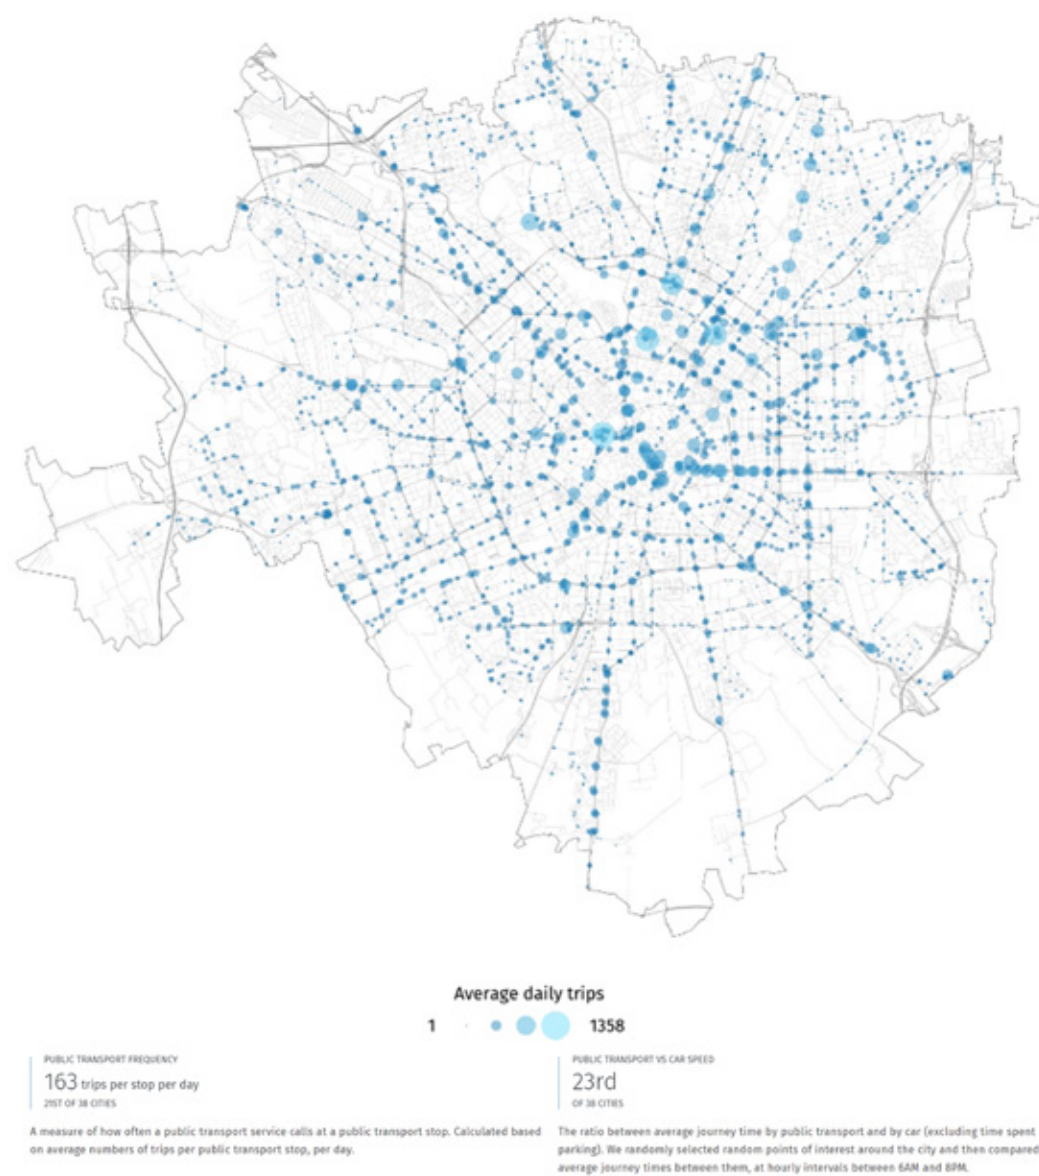 Average daily trips
1 1358
PUBLIC TRANSPORT FREQUENCY
163 trips per stop per day
21ST OF 38 CITIES
A measure of how often a public transport service calls at a public transport stop. Calculated based
on average numbers of trips per public transport stop, per day.
PUBLIC TRANSPORT VS CAR SPEED
23rd
OF 38 CITIES
The ratio between average journey time by public transport and by car (excluding time spent
parking). We randomly selected random points of interest around the city and then compared
average journey times between them, at hourly intervals between 6AM and 8PM.